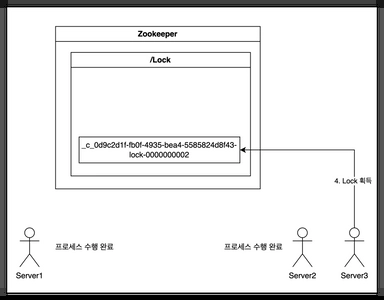 Zookeeper
/Lock
_c_0d9c2d1f-fb0f-4935-bea4-5585824d8f43-
lock-0000000002
4. Lock 획득
프로세스 수행 완료
프로세스 수행 완료
Server1
Server2
Server3